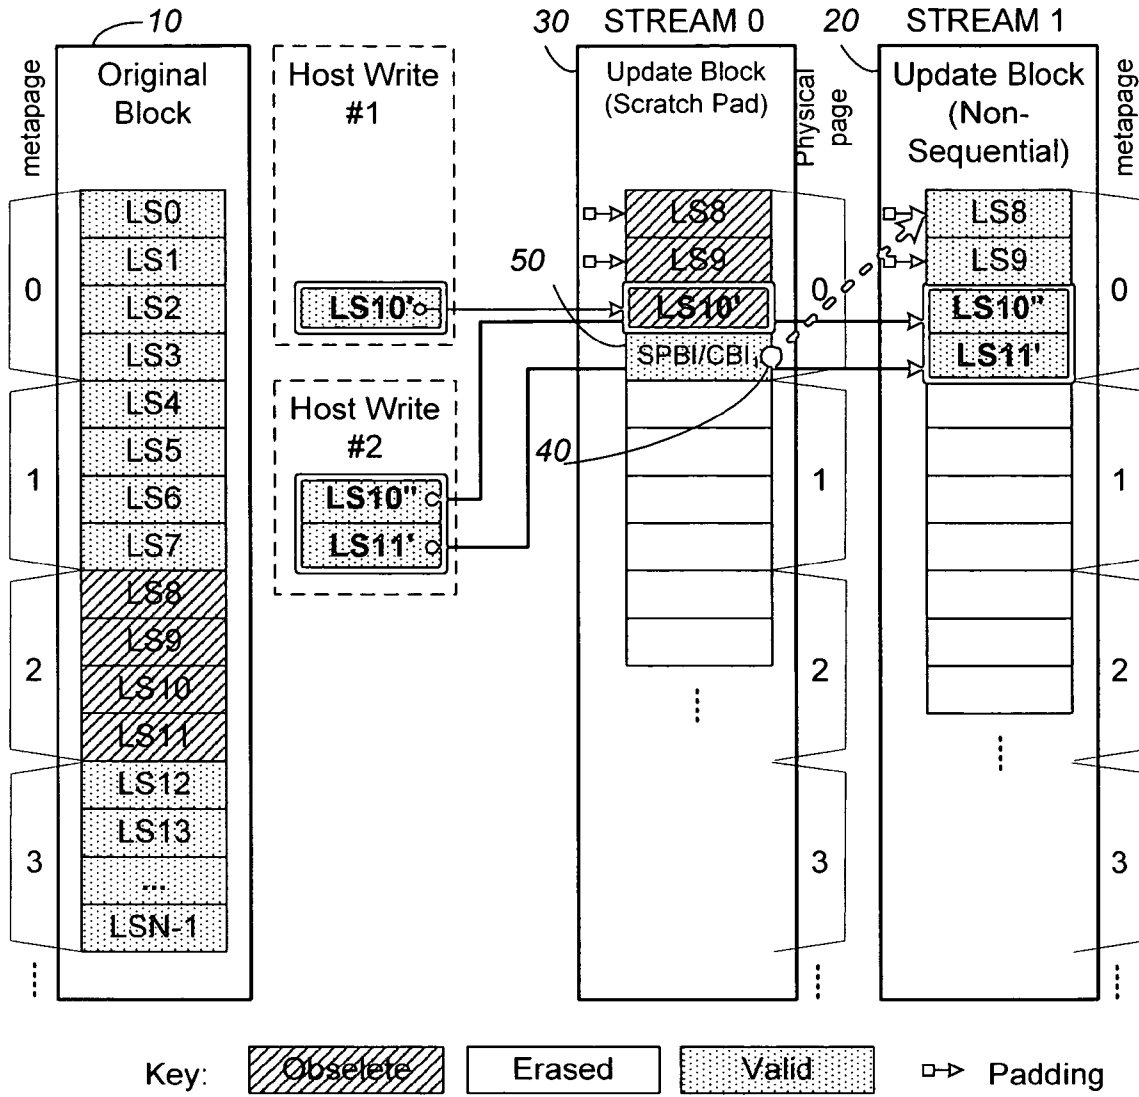 10
30
STREAM 0
20
STREAM 1
metapage
Original
Block
Host Write
#1
Update Block
(Scratch Pad)
Physical
page
Update Block
(Non-
Sequential)
metapage
LS0
LS1
LS2
LS3
LS4
LS5
LS6
LS7
LS8
LS9
LS10
LS11
LS12
LS13
...
LSN-1
0
1
2
3
LS10'
Host Write
#2
LS10"
LS11'
50
40
LS8
LS9
LS10'
SPBI/CBI1
0
1
2
3
LS8
LS9
LS10"
LS11'
0
1
2
3
Key:
Obselete
Erased
Valid
Padding